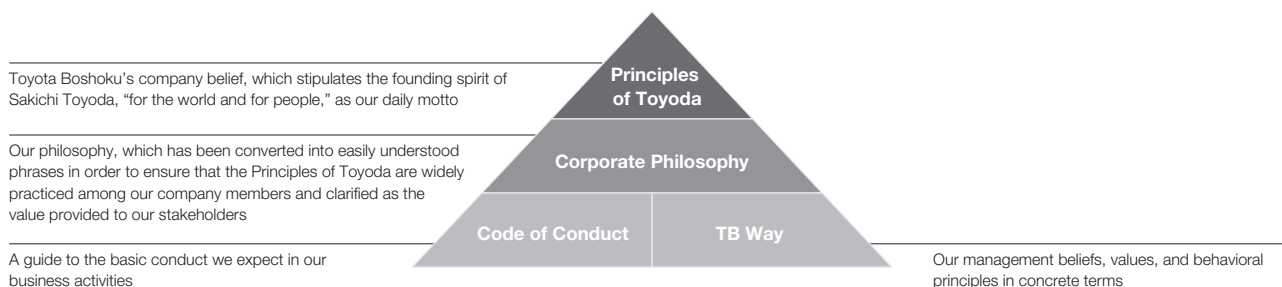 Principles
of Toyoda
Toyota Boshoku's company belief, which stipulates the founding spirit of
Sakichi Toyoda, “for the world and for people,” as our daily motto
Corporate Philosophy
Our philosophy, which has been converted into easily understood
phrases in order to ensure that the Principles of Toyoda are widely
practiced among our company members and clarified as the
value provided to our stakeholders
Code of Conduct
TB Way
A guide to the basic conduct we expect in our
business activities
Our management beliefs, values, and behavioral
principles in concrete terms